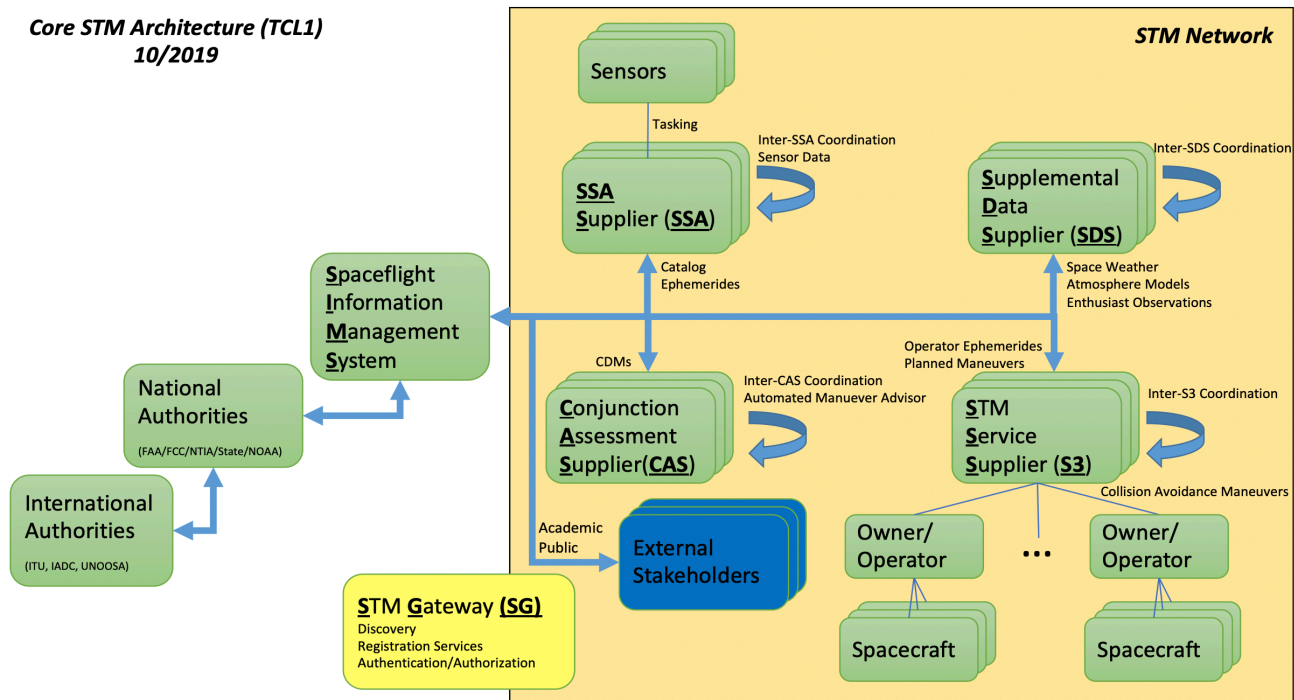 Core STM Architecture (TCL1)
10/2019
STM Network
Sensors
Tasking
Inter-SSA Coordination
Sensor Data
SSA
Supplier (SSA)
Inter-SDS Coordination
Supplemental
Data
Supplier (SDS)
Catalog
Ephemerides
Space Weather
Atmosphere Models
Enthusiast Observations
Spaceflight
Information
Management
System
CDMs
Operator Ephemerides
Planned Maneuvers
National
Authorities
(FAA/FCC/NTIA/State/NOAA)
Conjunction
Assessment
Supplier(CAS)
Inter-CAS Coordination
Automated Manuever Advisor
STM
Service
Supplier (S3)
Inter-S3 Coordination
Collision Avoidance Maneuvers
International
Authorities
(ITU, IADC, UNOOSA)
Academic
Public
External
Stakeholders
Owner/
Operator
...
Owner/
Operator
STM Gateway (SG)
Discovery
Registration Services
Authentication/Authorization
Spacecraft
Spacecraft